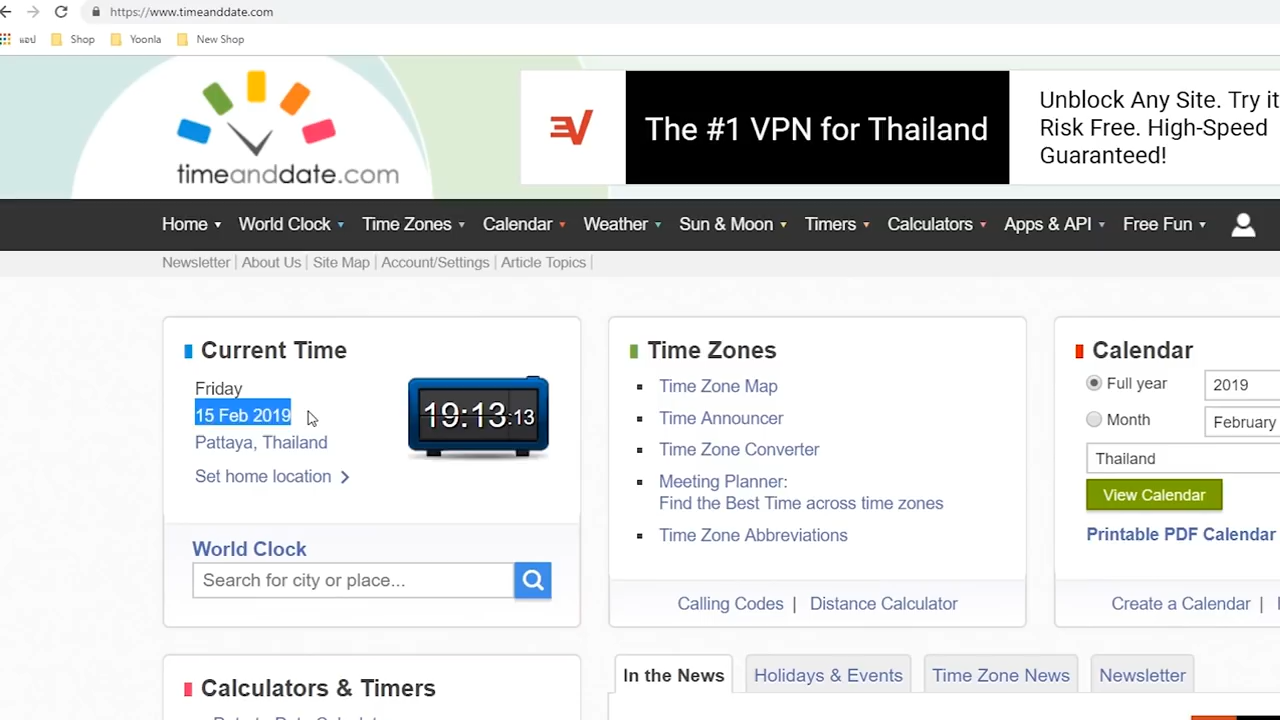 https://www.timeanddate.com
แอป
Shop
Yoonla
New Shop
timeanddate.com
The #1 VPN for Thailand
Unblock Any Site. Try it
Risk Free. High-Speed
Guaranteed!
Home
World Clock
Time Zones
Calendar
Weather
Sun & Moon
Timers
Calculators
Apps & API
Free Fun
Newsletter | About Us | Site Map | Account/Settings | Article Topics |
Current Time
Friday
15 Feb 2019
Pattaya, Thailand
Set home location
19:13:13
World Clock
Search for city or place...
Time Zones
Time Zone Map
Time Announcer
Time Zone Converter
Meeting Planner:
Find the Best Time across time zones
Time Zone Abbreviations
Calling Codes | Distance Calculator
Calendar
Full year
2019
Month
February
Thailand
View Calendar
Printable PDF Calendar
Create a Calendar |
Calculators & Timers
In the News
Holidays & Events
Time Zone News
Newsletter